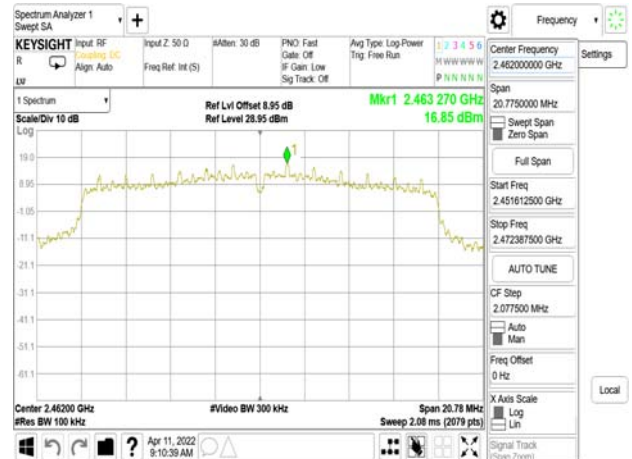 Spectrum Analyzer 1
Swept SA
Frequency
KEYSIGHT
R
Input: RF
Coupling: DC
Align: Auto
Input Z: 50 Ω
Freq Ref: Int (S)
#Atten: 30 dB
PNO: Fast
Gate: Off
IF Gain: Low
Sig Track: Off
Avg Type: Log-Power
Trig: Free Run
1 2 3 4 5 6
M W W W W W
P N N N N N
Center Frequency
2.462000000 GHz
Settings
Span
20.7750000 MHz
Swept Span
Zero Span
Full Span
Start Freq
2.451612500 GHz
Stop Freq
2.472387500 GHz
AUTO TUNE
CF Step
2.077500 MHz
Auto
Man
Freq Offset
0 Hz
X Axis Scale
Log
Lin
Local
Signal Track
(Span Zoom)
1 Spectrum
Scale/Div 10 dB
Log
Ref Lvl Offset 8.95 dB
Ref Level 28.95 dBm
Mkr1 2.463 270 GHz
16.85 dBm
1
19.0
8.95
-1.05
-11.1
-21.1
-31.1
-41.1
-51.1
-61.1
Center 2.46200 GHz
#Res BW 100 kHz
#Video BW 300 kHz
Span 20.78 MHz
Sweep 2.08 ms (2079 pts)
?
Apr 11, 2022
9:10:39 AM